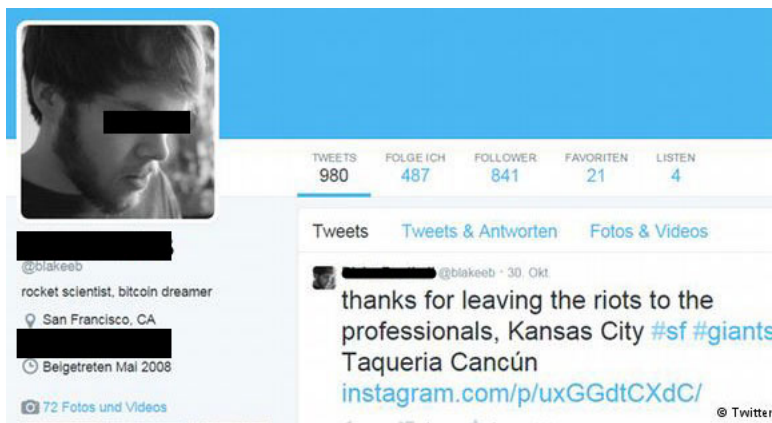 TWEETS FOLGE ICH FOLLOWER FAVORITEN LISTEN
980 487 841 21 4
@blakeeb
rocket scientist, bitcoin dreamer
San Francisco, CA
Beigetreten Mai 2008
72 Fotos und Videos
Tweets Tweets & Antworten Fotos & Videos
@blakeeb · 30. Okt.
thanks for leaving the riots to the
professionals, Kansas City #sf #giants
Taqueria Cancún
instagram.com/p/uxGGdtCXdC/
© Twitter